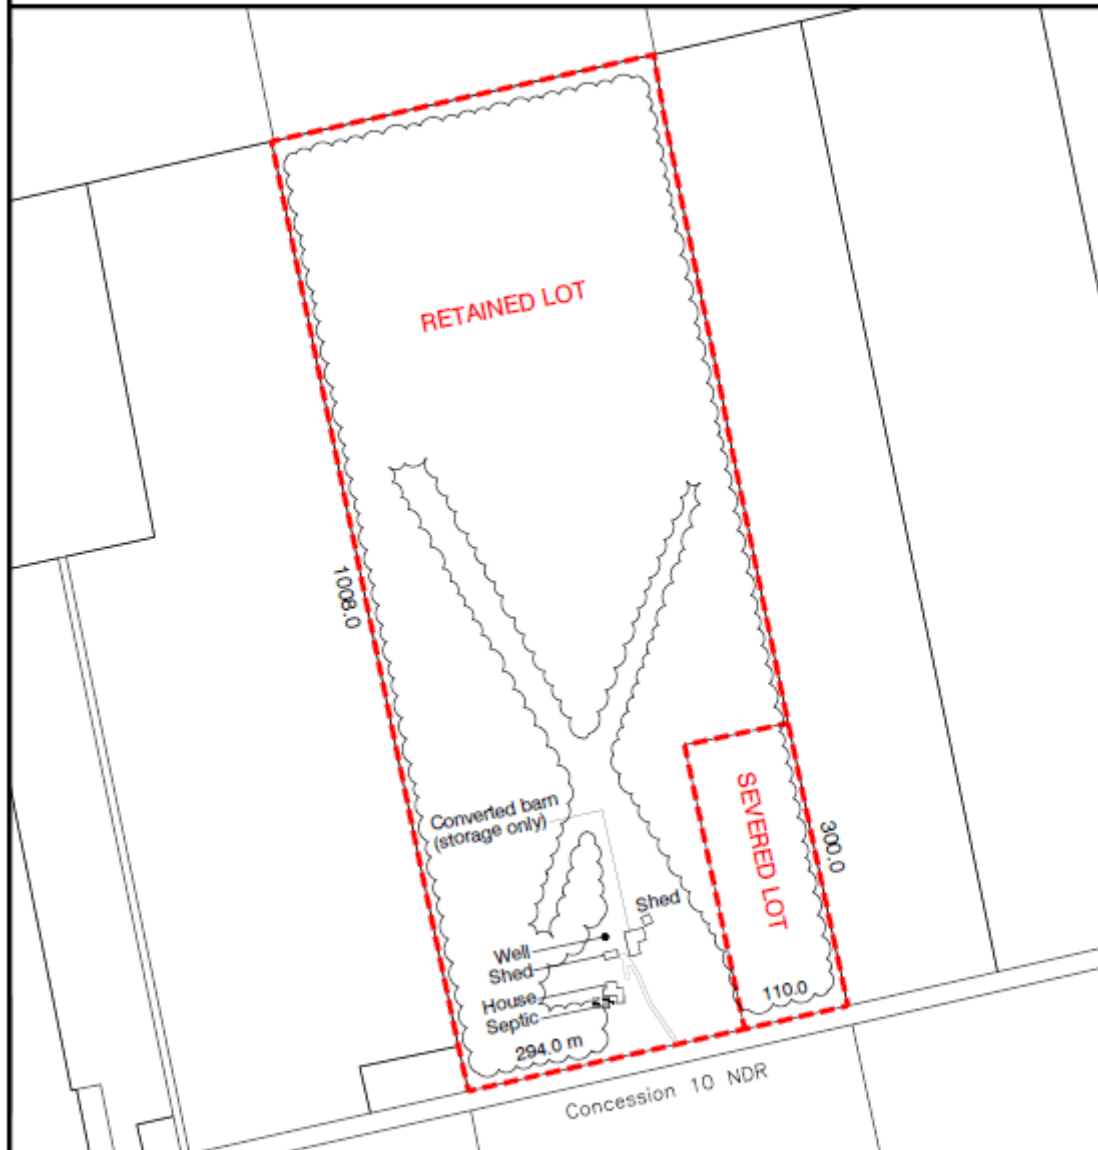 RETAINED LOT
1008.0
Converted barn
(storage only)
SEVERED LOT
300.0
Shed
Well
Shed
House
Septic
110.0
294.0 m
Concession 10 NDR